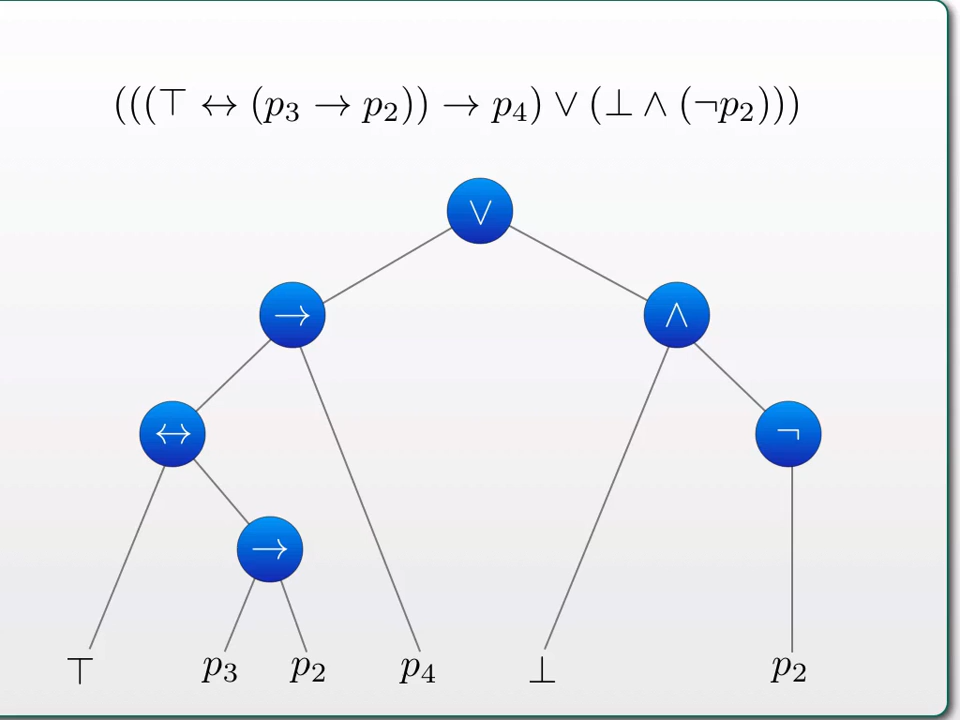 (((⊤ ↔ (p₃ → p₂)) → p₄) ∨ (⊥ ∧ (¬p₂)))
∨
→ ∧
↔ ¬
→
⊤ p₃ p₂ p₄ ⊥ p₂